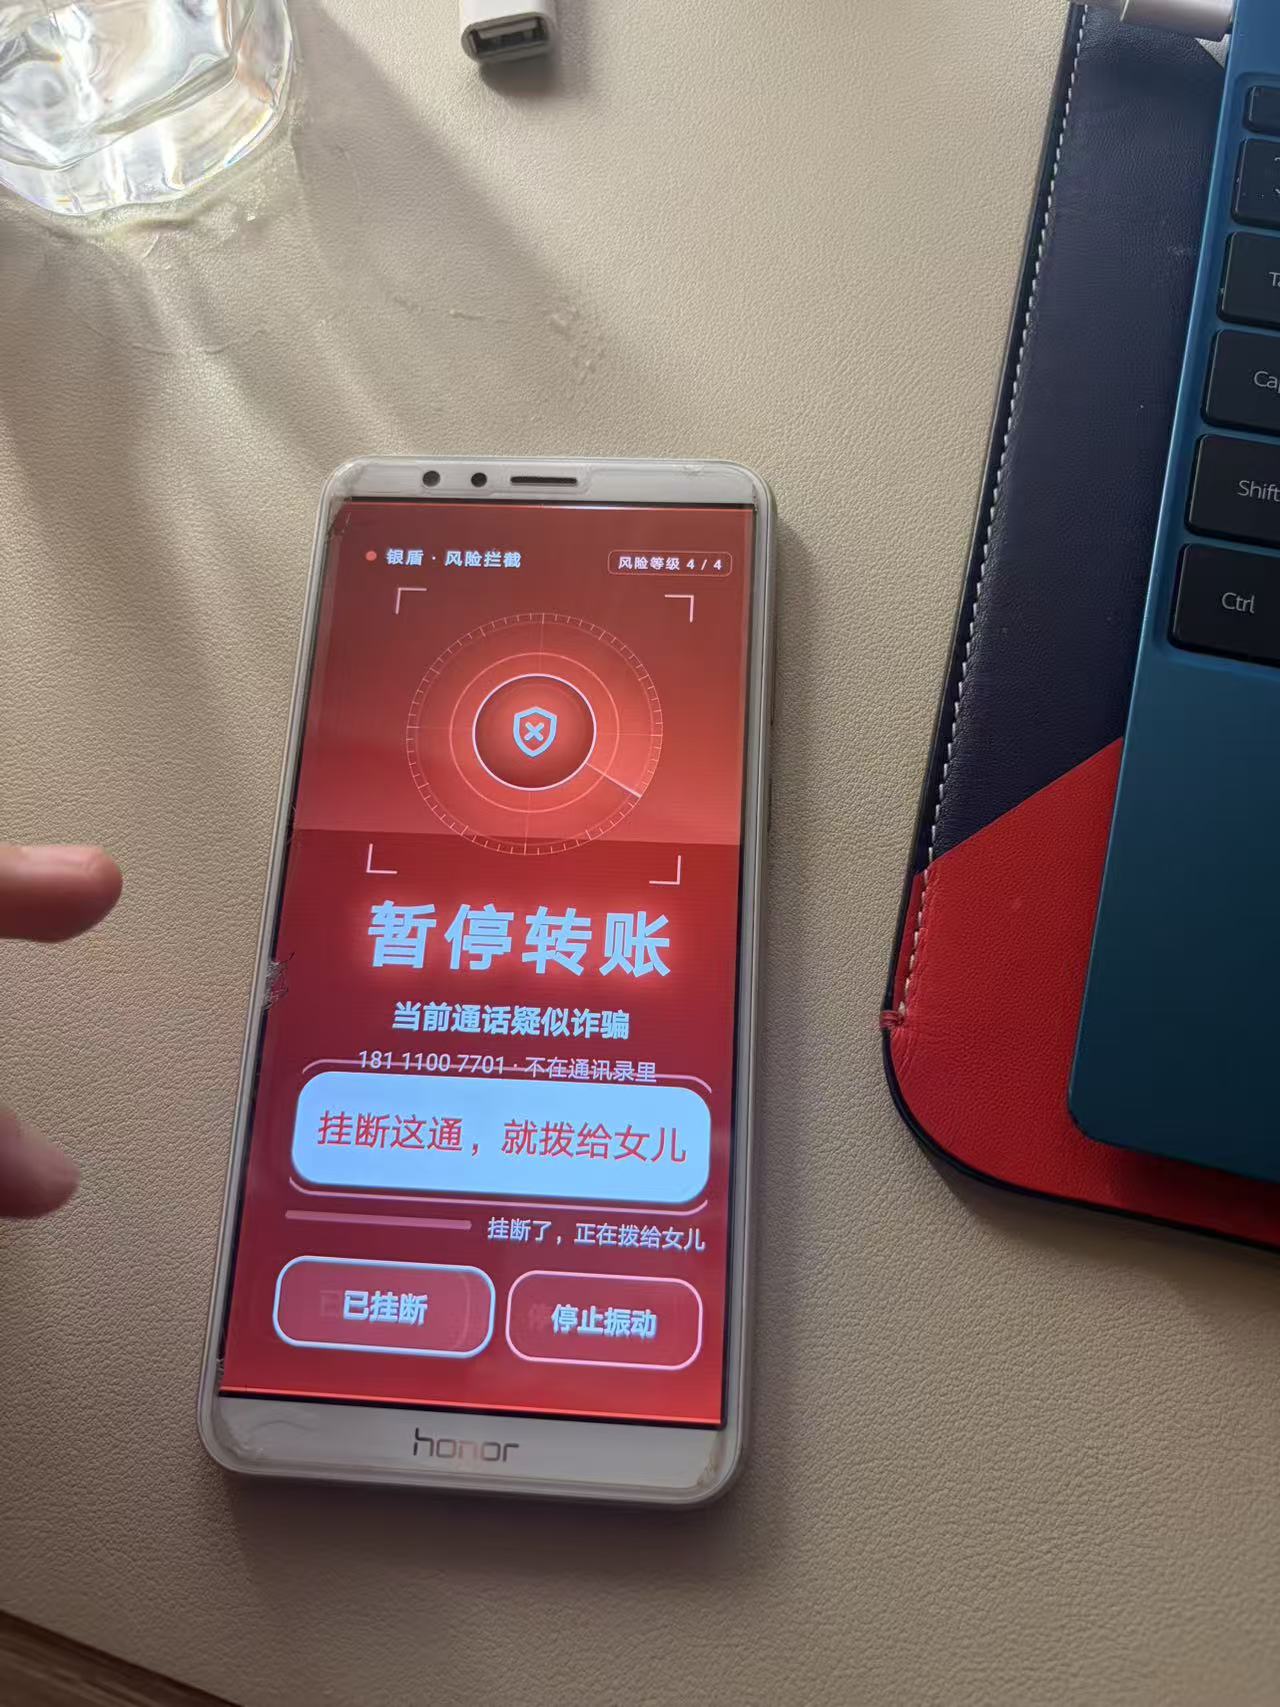 银盾 · 风险拦截
风险等级 4 / 4
暂停转账
当前通话疑似诈骗
181 1100 7701 · 不在通讯录里
挂断这通，就拨给女儿
挂断了，正在拨给女儿
已挂断
停止振动
honor
Shift
Ctrl